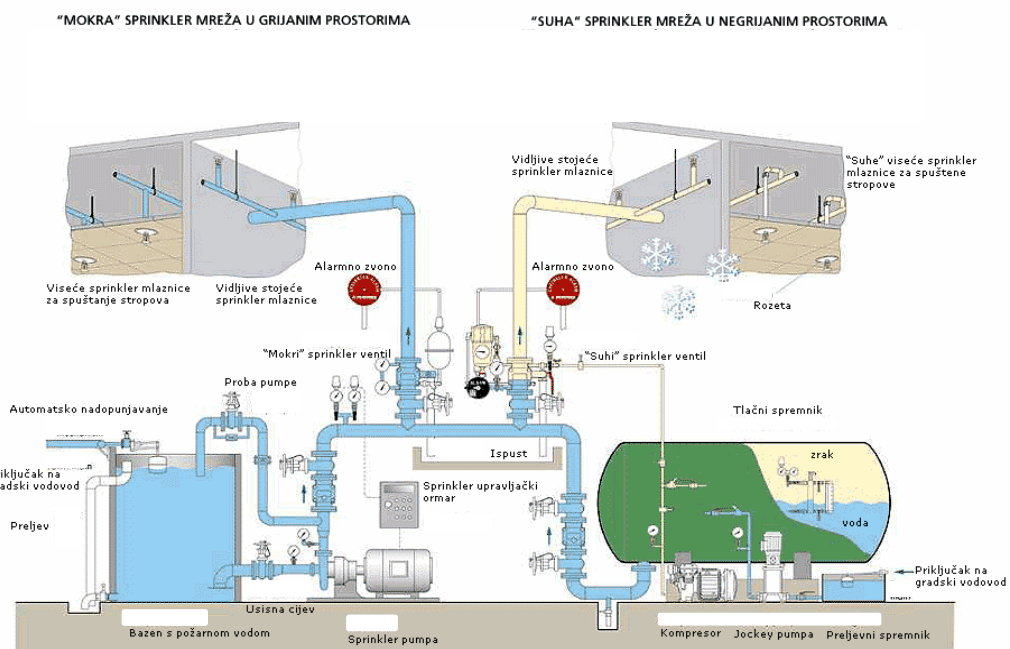 "MOKRA" SPRINKLER MREŽA U GRIJANIM PROSTORIMA
"SUHA" SPRINKLER MREŽA U NEGRIJANIM PROSTORIMA
Vidljive stojeće
sprinkler mlaznice
"Suhe" viseće sprinkler
mlaznice za spuštene
stropove
Alarmno zvono
Alarmno zvono
Viseće sprinkler mlaznice
za spuštanje stropova
Vidljive stojeće
sprinkler mlaznice
Rozeta
"Mokri" sprinkler ventil
"Suhi" sprinkler ventil
Proba pumpe
Automatsko nadopunjavanje
Tlačni spremnik
Ispust
zrak
iključak na
adski vodovod
Sprinkler upravljački
ormar
Preljev
voda
Priključak na
gradski vodovod
Usisna cijev
Bazen s požarnom vodom
Sprinkler pumpa
Kompresor
Jockey pumpa
Preljevni spremnik